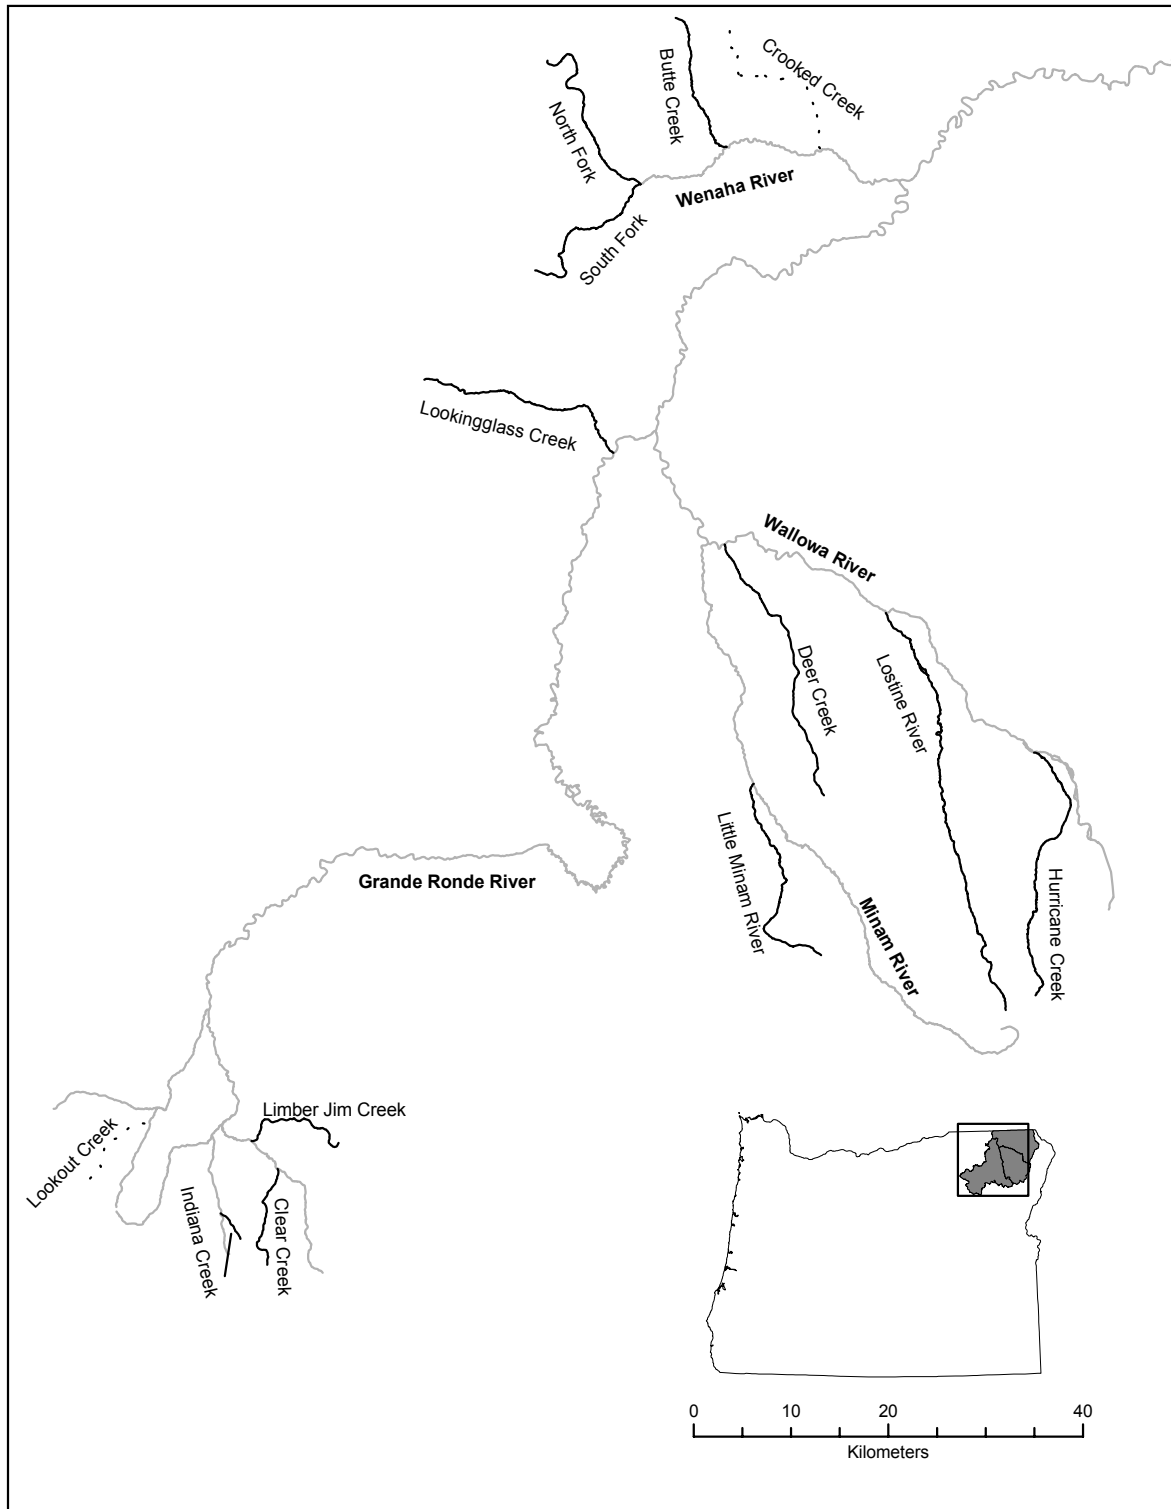 Crooked Creek
Butte Creek
North Fork
Wenaha River
South Fork
Lookingglass Creek
Wallowa River
Deer Creek
Lostine River
Little Minam River
Grande Ronde River
Minam River
Hurricane Creek
Limber Jim Creek
Lookout Creek
Indiana Creek
Clear Creek
0 10 20 40
Kilometers